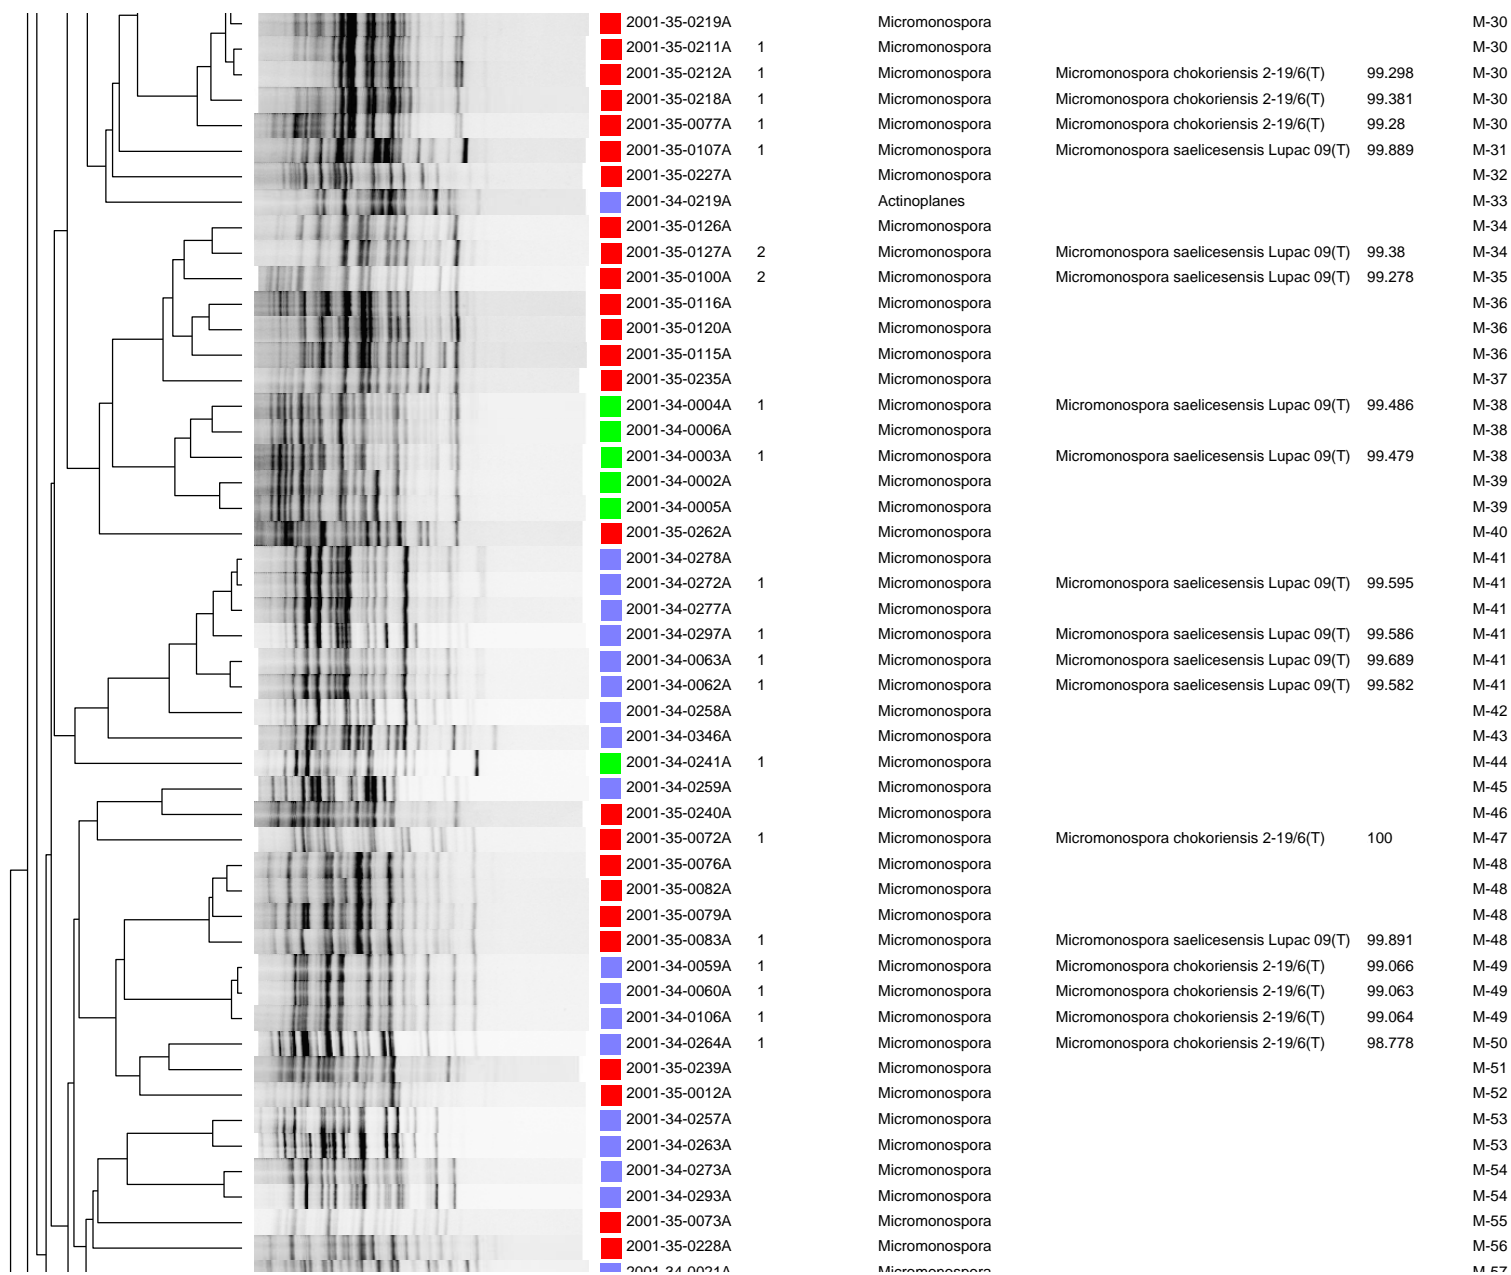 2001-35-0219A Micromonospora M-30
2001-35-0211A 1 Micromonospora M-30
2001-35-0212A 1 Micromonospora Micromonospora chokoriensis 2-19/6(T) 99.298 M-30
2001-35-0218A 1 Micromonospora Micromonospora chokoriensis 2-19/6(T) 99.381 M-30
2001-35-0077A 1 Micromonospora Micromonospora chokoriensis 2-19/6(T) 99.28 M-30
2001-35-0107A 1 Micromonospora Micromonospora saelicesensis Lupac 09(T) 99.889 M-31
2001-35-0227A Micromonospora M-32
2001-34-0219A Actinoplanes M-33
2001-35-0126A Micromonospora M-34
2001-35-0127A 2 Micromonospora Micromonospora saelicesensis Lupac 09(T) 99.38 M-34
2001-35-0100A 2 Micromonospora Micromonospora saelicesensis Lupac 09(T) 99.278 M-35
2001-35-0116A Micromonospora M-36
2001-35-0120A Micromonospora M-36
2001-35-0115A Micromonospora M-36
2001-35-0235A Micromonospora M-37
2001-34-0004A 1 Micromonospora Micromonospora saelicesensis Lupac 09(T) 99.486 M-38
2001-34-0006A Micromonospora M-38
2001-34-0003A 1 Micromonospora Micromonospora saelicesensis Lupac 09(T) 99.479 M-38
2001-34-0002A Micromonospora M-39
2001-34-0005A Micromonospora M-39
2001-35-0262A Micromonospora M-40
2001-34-0278A Micromonospora M-41
2001-34-0272A 1 Micromonospora Micromonospora saelicesensis Lupac 09(T) 99.595 M-41
2001-34-0277A Micromonospora M-41
2001-34-0297A 1 Micromonospora Micromonospora saelicesensis Lupac 09(T) 99.586 M-41
2001-34-0063A 1 Micromonospora Micromonospora saelicesensis Lupac 09(T) 99.689 M-41
2001-34-0062A 1 Micromonospora Micromonospora saelicesensis Lupac 09(T) 99.582 M-41
2001-34-0258A Micromonospora M-42
2001-34-0346A Micromonospora M-43
2001-34-0241A 1 Micromonospora M-44
2001-34-0259A Micromonospora M-45
2001-35-0240A Micromonospora M-46
2001-35-0072A 1 Micromonospora Micromonospora chokoriensis 2-19/6(T) 100 M-47
2001-35-0076A Micromonospora M-48
2001-35-0082A Micromonospora M-48
2001-35-0079A Micromonospora M-48
2001-35-0083A 1 Micromonospora Micromonospora saelicesensis Lupac 09(T) 99.891 M-48
2001-34-0059A 1 Micromonospora Micromonospora chokoriensis 2-19/6(T) 99.066 M-49
2001-34-0060A 1 Micromonospora Micromonospora chokoriensis 2-19/6(T) 99.063 M-49
2001-34-0106A 1 Micromonospora Micromonospora chokoriensis 2-19/6(T) 99.064 M-49
2001-34-0264A 1 Micromonospora Micromonospora chokoriensis 2-19/6(T) 98.778 M-50
2001-35-0239A Micromonospora M-51
2001-35-0012A Micromonospora M-52
2001-34-0257A Micromonospora M-53
2001-34-0263A Micromonospora M-53
2001-34-0273A Micromonospora M-54
2001-34-0293A Micromonospora M-54
2001-35-0073A Micromonospora M-55
2001-35-0228A Micromonospora M-56
2001-34-0021A Micromonospora M-57